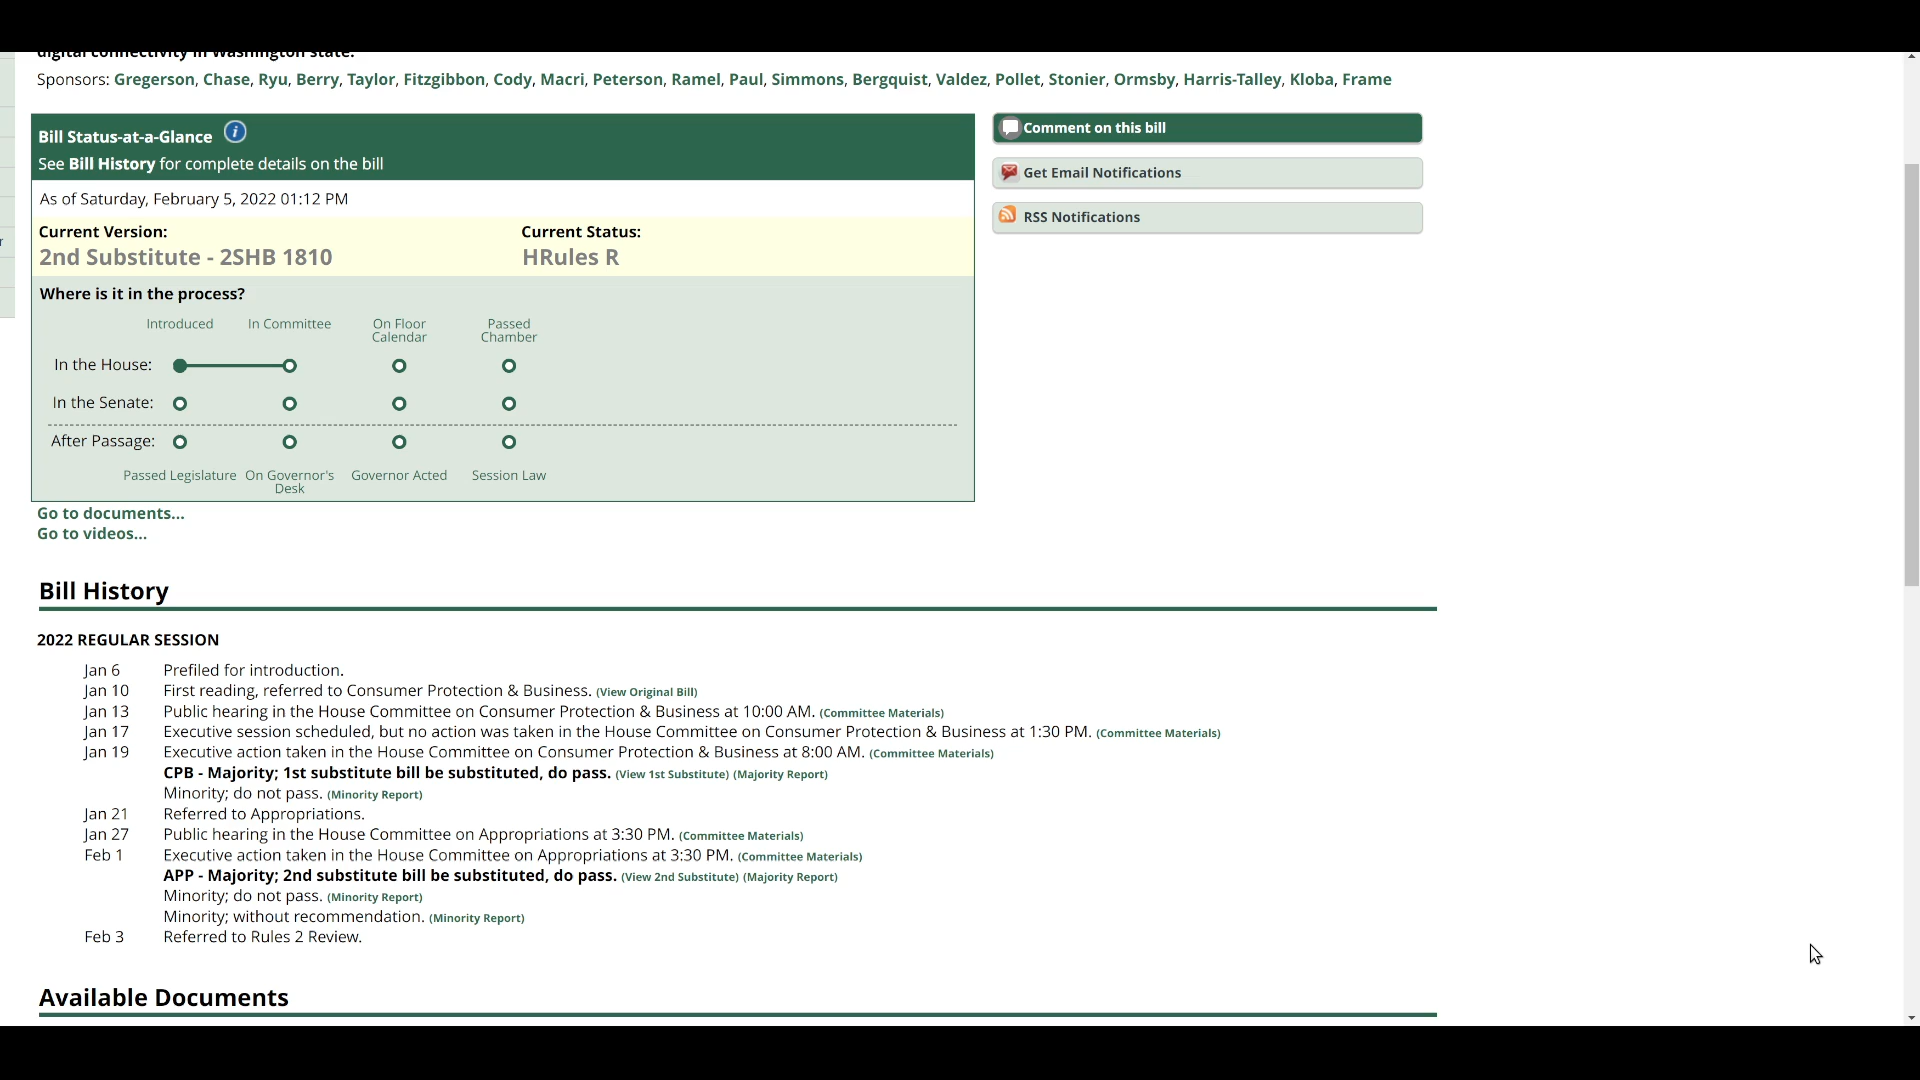 digital connectivity in Washington state.
Sponsors: Gregerson, Chase, Ryu, Berry, Taylor, Fitzgibbon, Cody, Macri, Peterson, Ramel, Paul, Simmons, Bergquist, Valdez, Pollet, Stonier, Ormsby, Harris-Talley, Kloba, Frame
Bill Status-at-a-Glance
See Bill History for complete details on the bill
As of Saturday, February 5, 2022 01:12 PM
Current Version:
2nd Substitute - 2SHB 1810
Current Status:
HRules R
Where is it in the process?
Introduced
In Committee
On Floor
Calendar
Passed
Chamber
In the House:
In the Senate:
After Passage:
Passed Legislature
On Governor's
Desk
Governor Acted
Session Law
Comment on this bill
Get Email Notifications
RSS Notifications
r
Go to documents...
Go to videos...
Bill History
2022 REGULAR SESSION
Jan 6 Prefiled for introduction.
Jan 10 First reading, referred to Consumer Protection & Business. (View Original Bill)
Jan 13 Public hearing in the House Committee on Consumer Protection & Business at 10:00 AM. (Committee Materials)
Jan 17 Executive session scheduled, but no action was taken in the House Committee on Consumer Protection & Business at 1:30 PM. (Committee Materials)
Jan 19 Executive action taken in the House Committee on Consumer Protection & Business at 8:00 AM. (Committee Materials)
CPB - Majority; 1st substitute bill be substituted, do pass. (View 1st Substitute) (Majority Report)
Minority; do not pass. (Minority Report)
Jan 21 Referred to Appropriations.
Jan 27 Public hearing in the House Committee on Appropriations at 3:30 PM. (Committee Materials)
Feb 1 Executive action taken in the House Committee on Appropriations at 3:30 PM. (Committee Materials)
APP - Majority; 2nd substitute bill be substituted, do pass. (View 2nd Substitute) (Majority Report)
Minority; do not pass. (Minority Report)
Minority; without recommendation. (Minority Report)
Feb 3 Referred to Rules 2 Review.
Available Documents